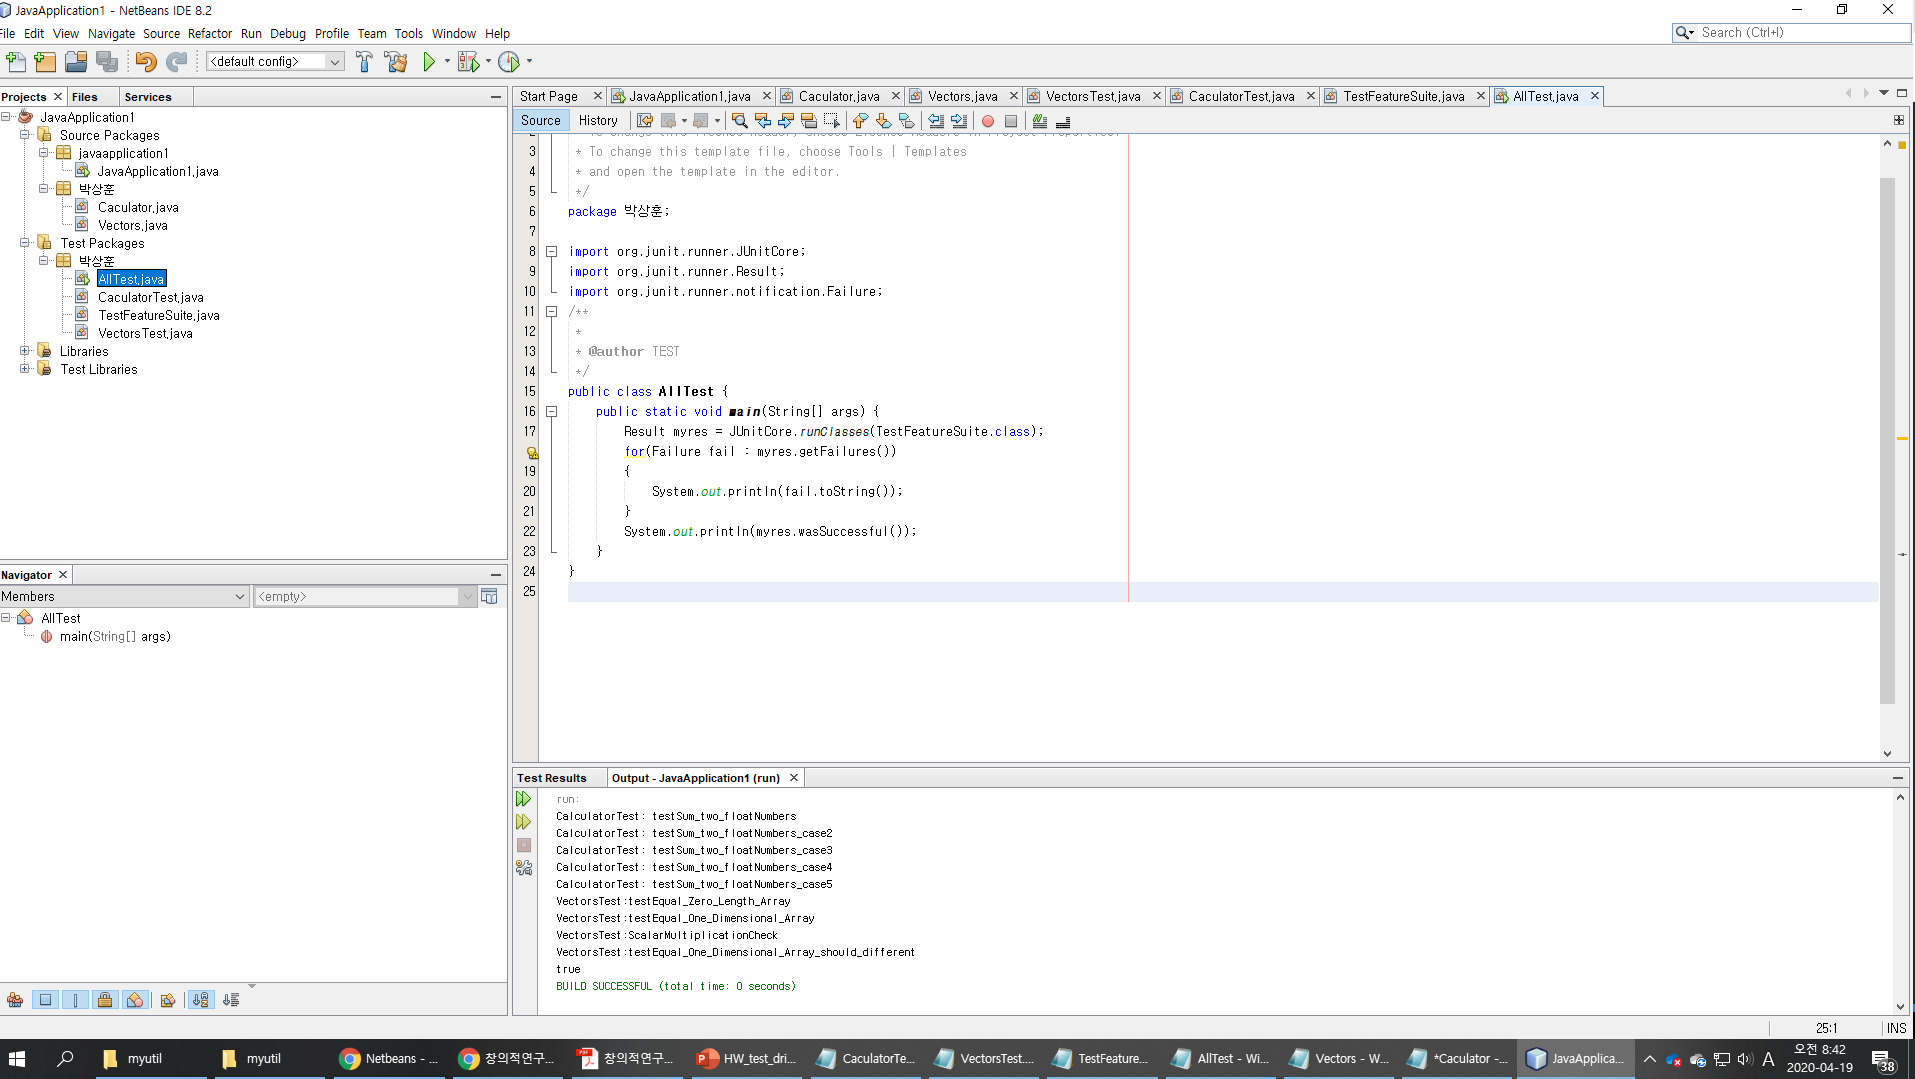 JavaApplication1 - NetBeans IDE 8.2
File Edit View Navigate Source Refactor Run Debug Profile Team Tools Window Help
Search (Ctrl+I)
<default config>
Projects Files Services
JavaApplication1
Source Packages
javaapplication1
JavaApplication1.java
박상훈
Caculator.java
Vectors.java
Test Packages
박상훈
AllTest.java
CaculatorTest.java
TestFeatureSuite.java
VectorsTest.java
Libraries
Test Libraries
Navigator
Members <empty>
AllTest
main(String[] args)
Start Page JavaApplication1.java Caculator.java Vectors.java VectorsTest.java CaculatorTest.java TestFeatureSuite.java AllTest.java
Source History
3 * To change this template file, choose Tools | Templates
4 * and open the template in the editor.
5 */
6 package 박상훈;
7
8 import org.junit.runner.JUnitCore;
9 import org.junit.runner.Result;
10 import org.junit.runner.notification.Failure;
11 /**
12 *
13 * @author TEST
14 */
15 public class AllTest {
16 public static void main(String[] args) {
17 Result myres = JUnitCore.runClasses(TestFeatureSuite.class);
for(Failure fail : myres.getFailures())
19 {
20 System.out.println(fail.toString());
21 }
22 System.out.println(myres.wasSuccessful());
23 }
24 }
25
Test Results Output - JavaApplication1 (run)
run:
CalculatorTest: testSum_two_floatNumbers
CalculatorTest: testSum_two_floatNumbers_case2
CalculatorTest: testSum_two_floatNumbers_case3
CalculatorTest: testSum_two_floatNumbers_case4
CalculatorTest: testSum_two_floatNumbers_case5
VectorsTest:testEqual_Zero_Length_Array
VectorsTest:testEqual_One_Dimensional_Array
VectorsTest:ScalarMultiplicationCheck
VectorsTest:testEqual_One_Dimensional_Array_should_different
true
BUILD SUCCESSFUL (total time: 0 seconds)
25:1 INS
myutil myutil Netbeans - ... 창의적연구... 창의적연구... HW_test_dri... CaculatorTe... VectorsTest.... TestFeature... AllTest - Wi... Vectors - W... *Caculator -... JavaApplica...
A
오전 8:42
2020-04-19
38